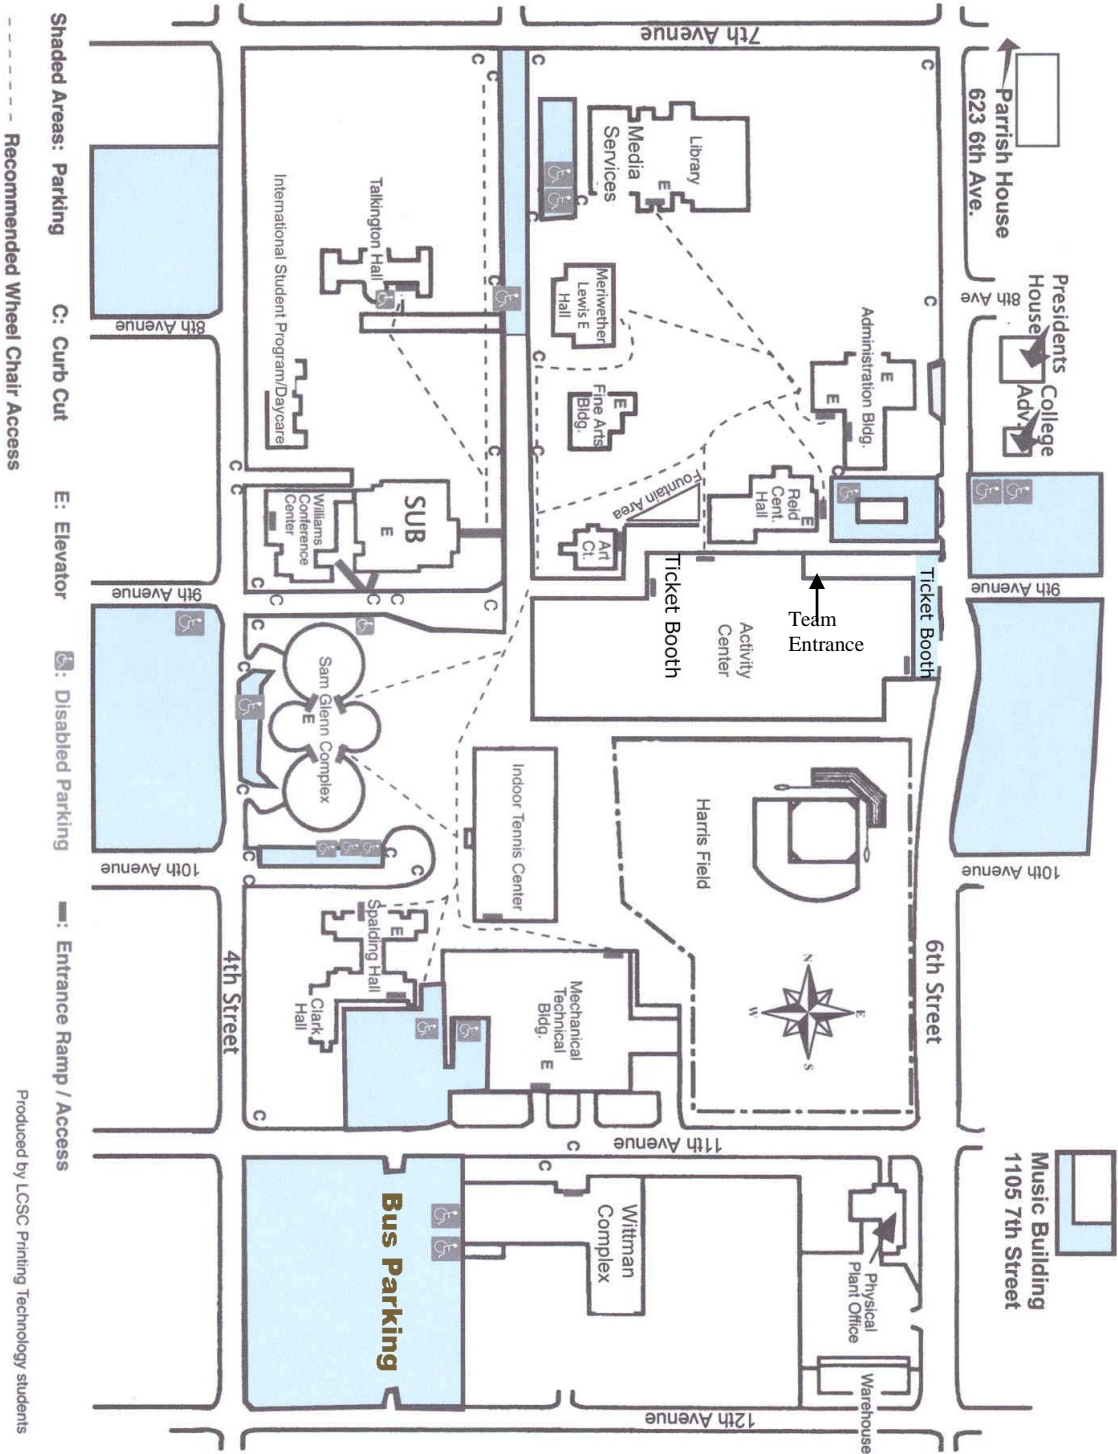 7th Avenue
Parrish House
623 6th Ave.
8th Ave
Presidents
House
College
Adv.
9th Avenue
10th Avenue
6th Street
Music Building
1105 7th Street
C
C
C
Library
E
Media
Services
C
C
Administration Bldg.
E
E
C
Meriwether
Lewis E
Hall
C
Fine Arts
Bldg.
E
C
Reid
Cent.
Hall
E
Fountain Area
Art
Ct.
Ticket Booth
Ticket Booth
Team
Entrance
Activity
Center
Harris Field
N
E
S
W
Indoor Tennis Center
Mechanical
Technical
Bldg.
E
C
C
C
C
Talkington Hall
International Student Program/Daycare
C
C
SUB
E
Williams
Conference
Center
C
C
C
C
C
C
C
Sam Glenn Complex
E
C
C
C
C
C
C
Spalding Hall
E
Clark
Hall
C
4th Street
8th Avenue
9th Avenue
10th Avenue
11th Avenue
C
C
Wittman
Complex
Physical
Plant Office
Warehouse
Bus Parking
12th Avenue
Shaded Areas: Parking C: Curb Cut E: Elevator : Disabled Parking : Entrance Ramp / Access
- - - - - Recommended Wheel Chair Access
Produced by LCSC Printing Technology students